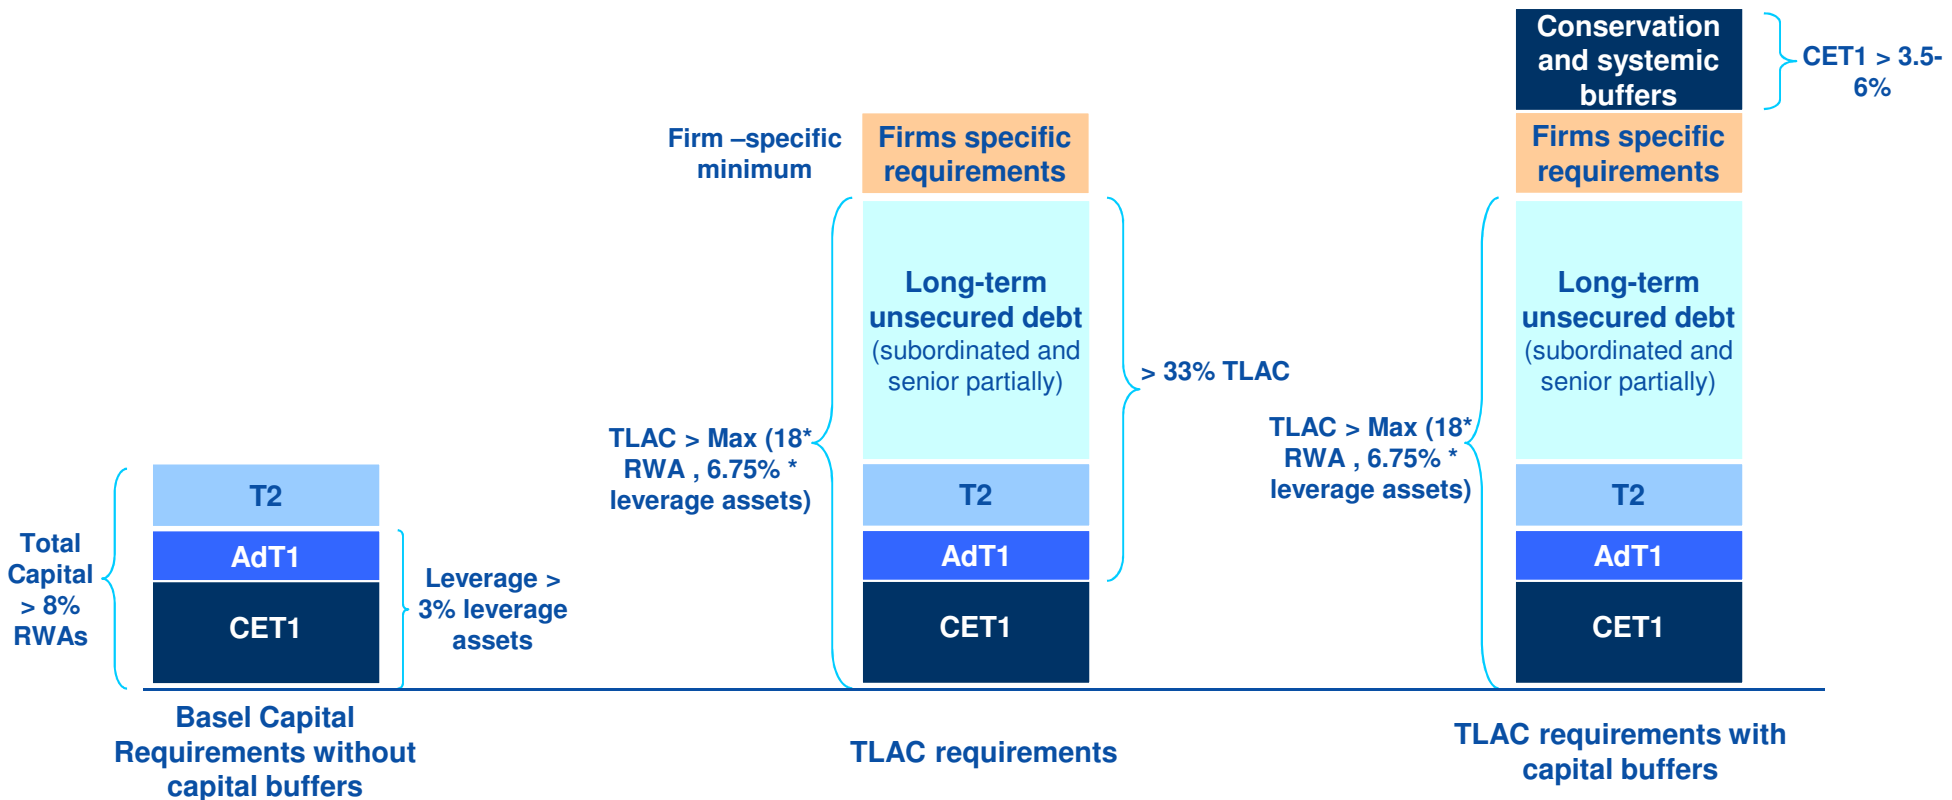 Total
Capital
> 8%
RWAs
T2
AdT1
CET1
Leverage >
3% leverage
assets
Basel Capital
Requirements without
capital buffers
Firm –specific
minimum
Firms specific
requirements
Long-term
unsecured debt
(subordinated and
senior partially)
T2
AdT1
CET1
TLAC > Max (18*
RWA , 6.75% *
leverage assets)
> 33% TLAC
TLAC requirements
Conservation
and systemic
buffers
CET1 > 3.5-
6%
Firms specific
requirements
Long-term
unsecured debt
(subordinated and
senior partially)
TLAC > Max (18*
RWA , 6.75% *
leverage assets)
T2
AdT1
CET1
TLAC requirements with
capital buffers